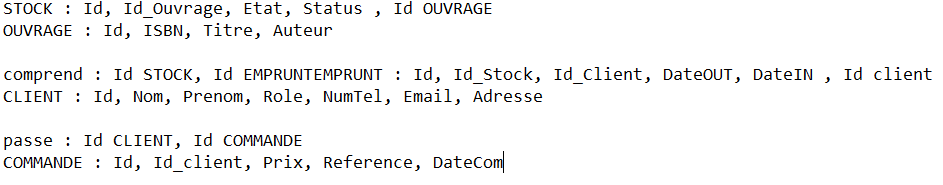 STOCK : Id, Id_Ouvrage, Etat, Status , Id OUVRAGE
OUVRAGE : Id, ISBN, Titre, Auteur
comprend : Id STOCK, Id EMPRUNTEMPRUNT : Id, Id_Stock, Id_Client, DateOUT, DateIN , Id client
CLIENT : Id, Nom, Prenom, Role, NumTel, Email, Adresse
passe : Id CLIENT, Id COMMANDE
COMMANDE : Id, Id_client, Prix, Reference, DateCom